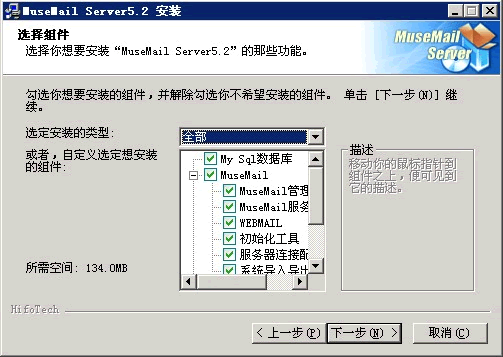 MuseMail Server5.2 安装
选择组件
选择你想要安装“MuseMail Server5.2”的那些功能。
MuseMail
Server
勾选你想要安装的组件，并解除勾选你不希望安装的组件。 单击 [下一步(N)] 继
续。
选定安装的类型:
全部
或者，自定义选定想安装
的组件:
My Sql数据库
MuseMail
MuseMail管理
MuseMail服务
WEBMAIL
初始化工具
服务器连接配
系统导入导出
描述
移动你的鼠标指针到
组件之上，便可见到
它的描述。
所需空间: 134.0MB
HifoTech
< 上一步(P)
下一步(N) >
取消(C)